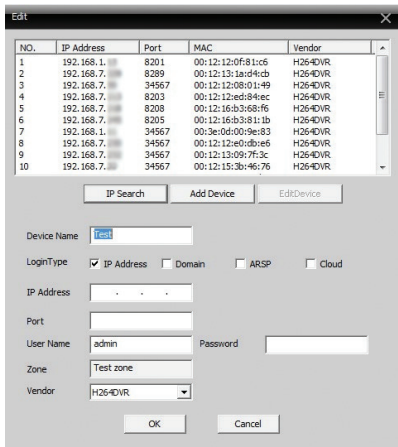 Edit
NO. IP Address Port MAC Vendor
1 192.168.1. 8201 00:12:12:0f:81:c6 H264DVR
2 192.168.7. 8289 00:12:13:1a:d4:cb H264DVR
3 192.168.7. 34567 00:12:12:08:01:49 H264DVR
4 192.168.7. 8203 00:12:12:ed:84:ec H264DVR
5 192.168.7. 8208 00:12:16:b3:68:f6 H264DVR
6 192.168.7. 8205 00:12:16:b3:81:1b H264DVR
7 192.168.1. 34567 00:3e:0d:00:9e:83 H264DVR
8 192.168.7. 34567 00:12:12:e0:db:e6 H264DVR
9 192.168.7. 34567 00:12:13:09:7f:3c H264DVR
10 192.168.7. 34567 00:12:15:3b:46:76 H264DVR
IP Search Add Device EditDevice
Device Name Test
LoginType IP Address Domain ARSP Cloud
IP Address . . .
Port
User Name admin Password
Zone Test zone
Vendor H264DVR
OK Cancel